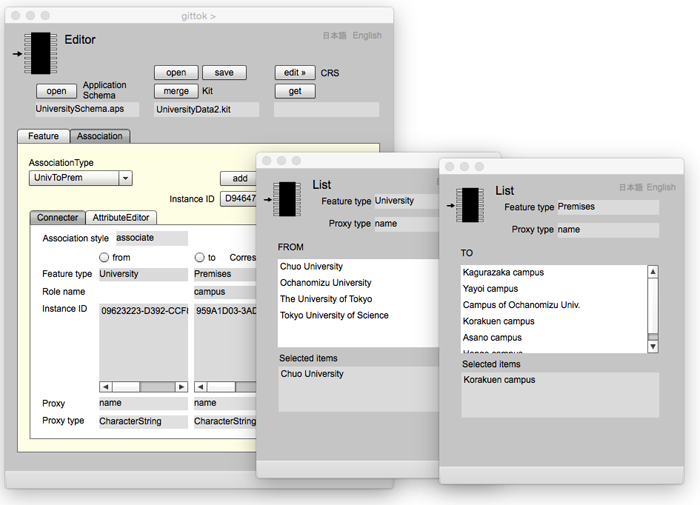 gittok >
Editor
日本語 English
open save edit » CRS
open Application Schema merge Kit get
UniversitySchema.aps UniversityData2.kit
Feature Association
AssociationType
UnivToPrem add
Instance ID D94647
Connecter AttributeEditor
Association style associate
from to Corres
Feature type University Premises
Role name campus
Instance ID 09623223-D392-CCF8 959A1D03-3AD
Proxy name name
Proxy type CharacterString CharacterString
List
Feature type University
Proxy type name
FROM
Chuo University
Ochanomizu University
The University of Tokyo
Tokyo University of Science
Selected items
Chuo University
List
日本語 English
Feature type Premises
Proxy type name
TO
Kagurazaka campus
Yayoi campus
Campus of Ochanomizu Univ.
Korakuen campus
Asano campus
Selected items
Korakuen campus